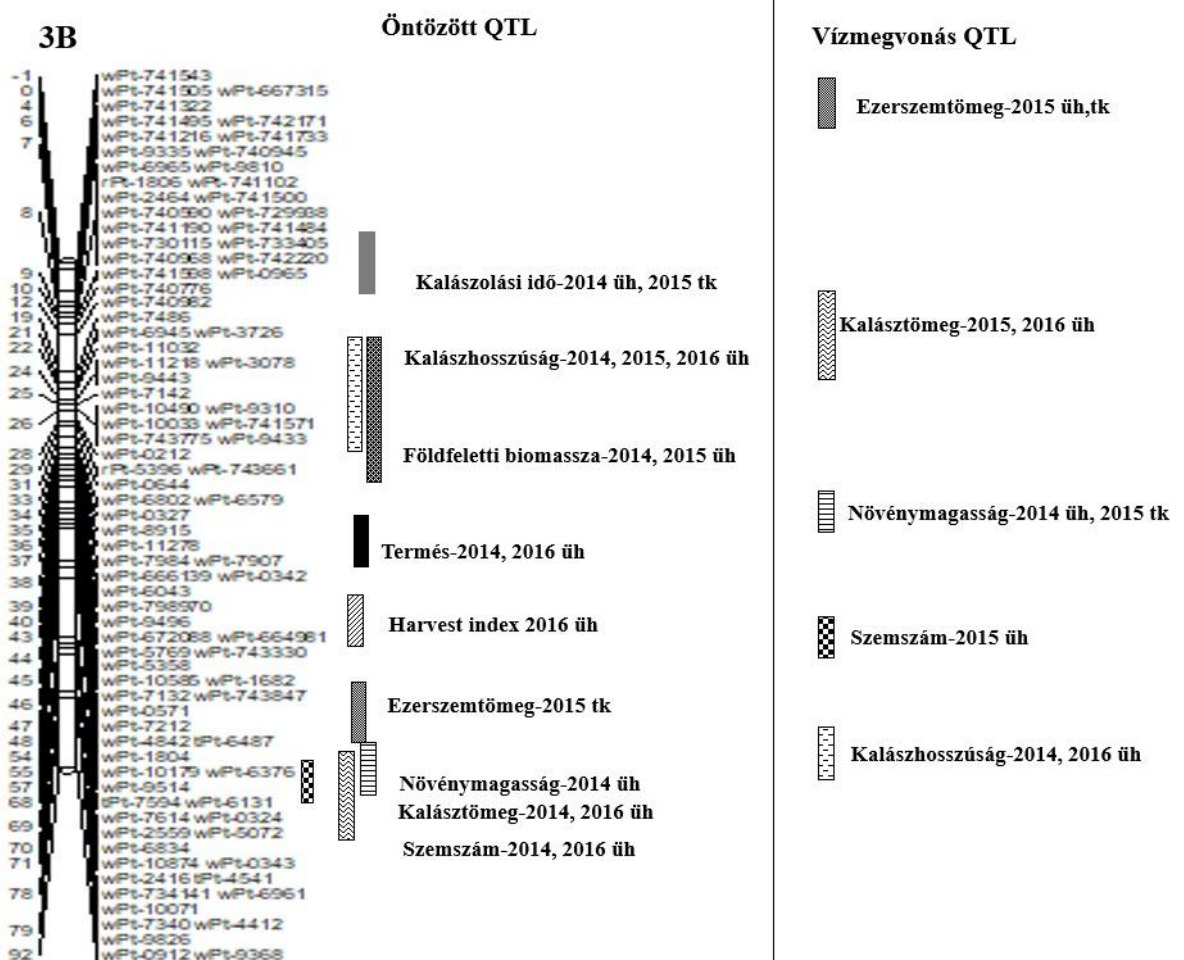 3B
Öntözött QTL
Vízmegvonás QTL
-1 wPt-741543
0 wPt-741505 wPt-667315
4 wPt-741322
6 wPt-741495 wPt-742171
7 wPt-741216 wPt-741733
wPt-9335 wPt-740945
wPt-6965 wPt-9810
rPt-1806 wPt-741102
wPt-2464 wPt-741500
8 wPt-740590 wPt-729938
wPt-741190 wPt-741484
wPt-730115 wPt-733405
wPt-740968 wPt-742220
9 wPt-741598 wPt-0965
10 wPt-740776
12 wPt-740982
19 wPt-7486
21 wPt-6945 wPt-3726
22 wPt-11032
wPt-11218 wPt-3078
24 wPt-9443
25 wPt-7142
wPt-10490 wPt-9310
26 wPt-10033 wPt-741571
wPt-743775 wPt-9433
28 wPt-0212
29 rPt-5396 wPt-743661
31 wPt-0644
33 wPt-6802 wPt-6579
34 wPt-0327
35 wPt-8915
36 wPt-11278
37 wPt-7984 wPt-7907
38 wPt-666139 wPt-0342
wPt-6043
39 wPt-798970
40 wPt-9496
43 wPt-672088 wPt-664981
44 wPt-5769 wPt-743330
wPt-5358
45 wPt-10585 wPt-1682
46 wPt-7132 wPt-743847
wPt-0571
47 wPt-7212
48 wPt-4842 tPt-6487
54 wPt-1804
55 wPt-10179 wPt-6376
57 wPt-9514
68 tPt-7594 wPt-6131
wPt-7614 wPt-0324
69 wPt-2559 wPt-5072
70 wPt-6834
71 wPt-10874 wPt-0343
wPt-2416 tPt-4541
78 wPt-734141 wPt-6961
wPt-10071
79 wPt-7340 wPt-4412
wPt-9826
92 wPt-0912 wPt-9368
Kalászolási idő-2014 üh, 2015 tk
Kalászhosszúság-2014, 2015, 2016 üh
Földfeletti biomassza-2014, 2015 üh
Termés-2014, 2016 üh
Harvest index 2016 üh
Ezerszemtömeg-2015 tk
Növénymagasság-2014 üh
Kalásztömeg-2014, 2016 üh
Szemszám-2014, 2016 üh
Ezerszemtömeg-2015 üh,tk
Kalásztömeg-2015, 2016 üh
Növénymagasság-2014 üh, 2015 tk
Szemszám-2015 üh
Kalászhosszúság-2014, 2016 üh